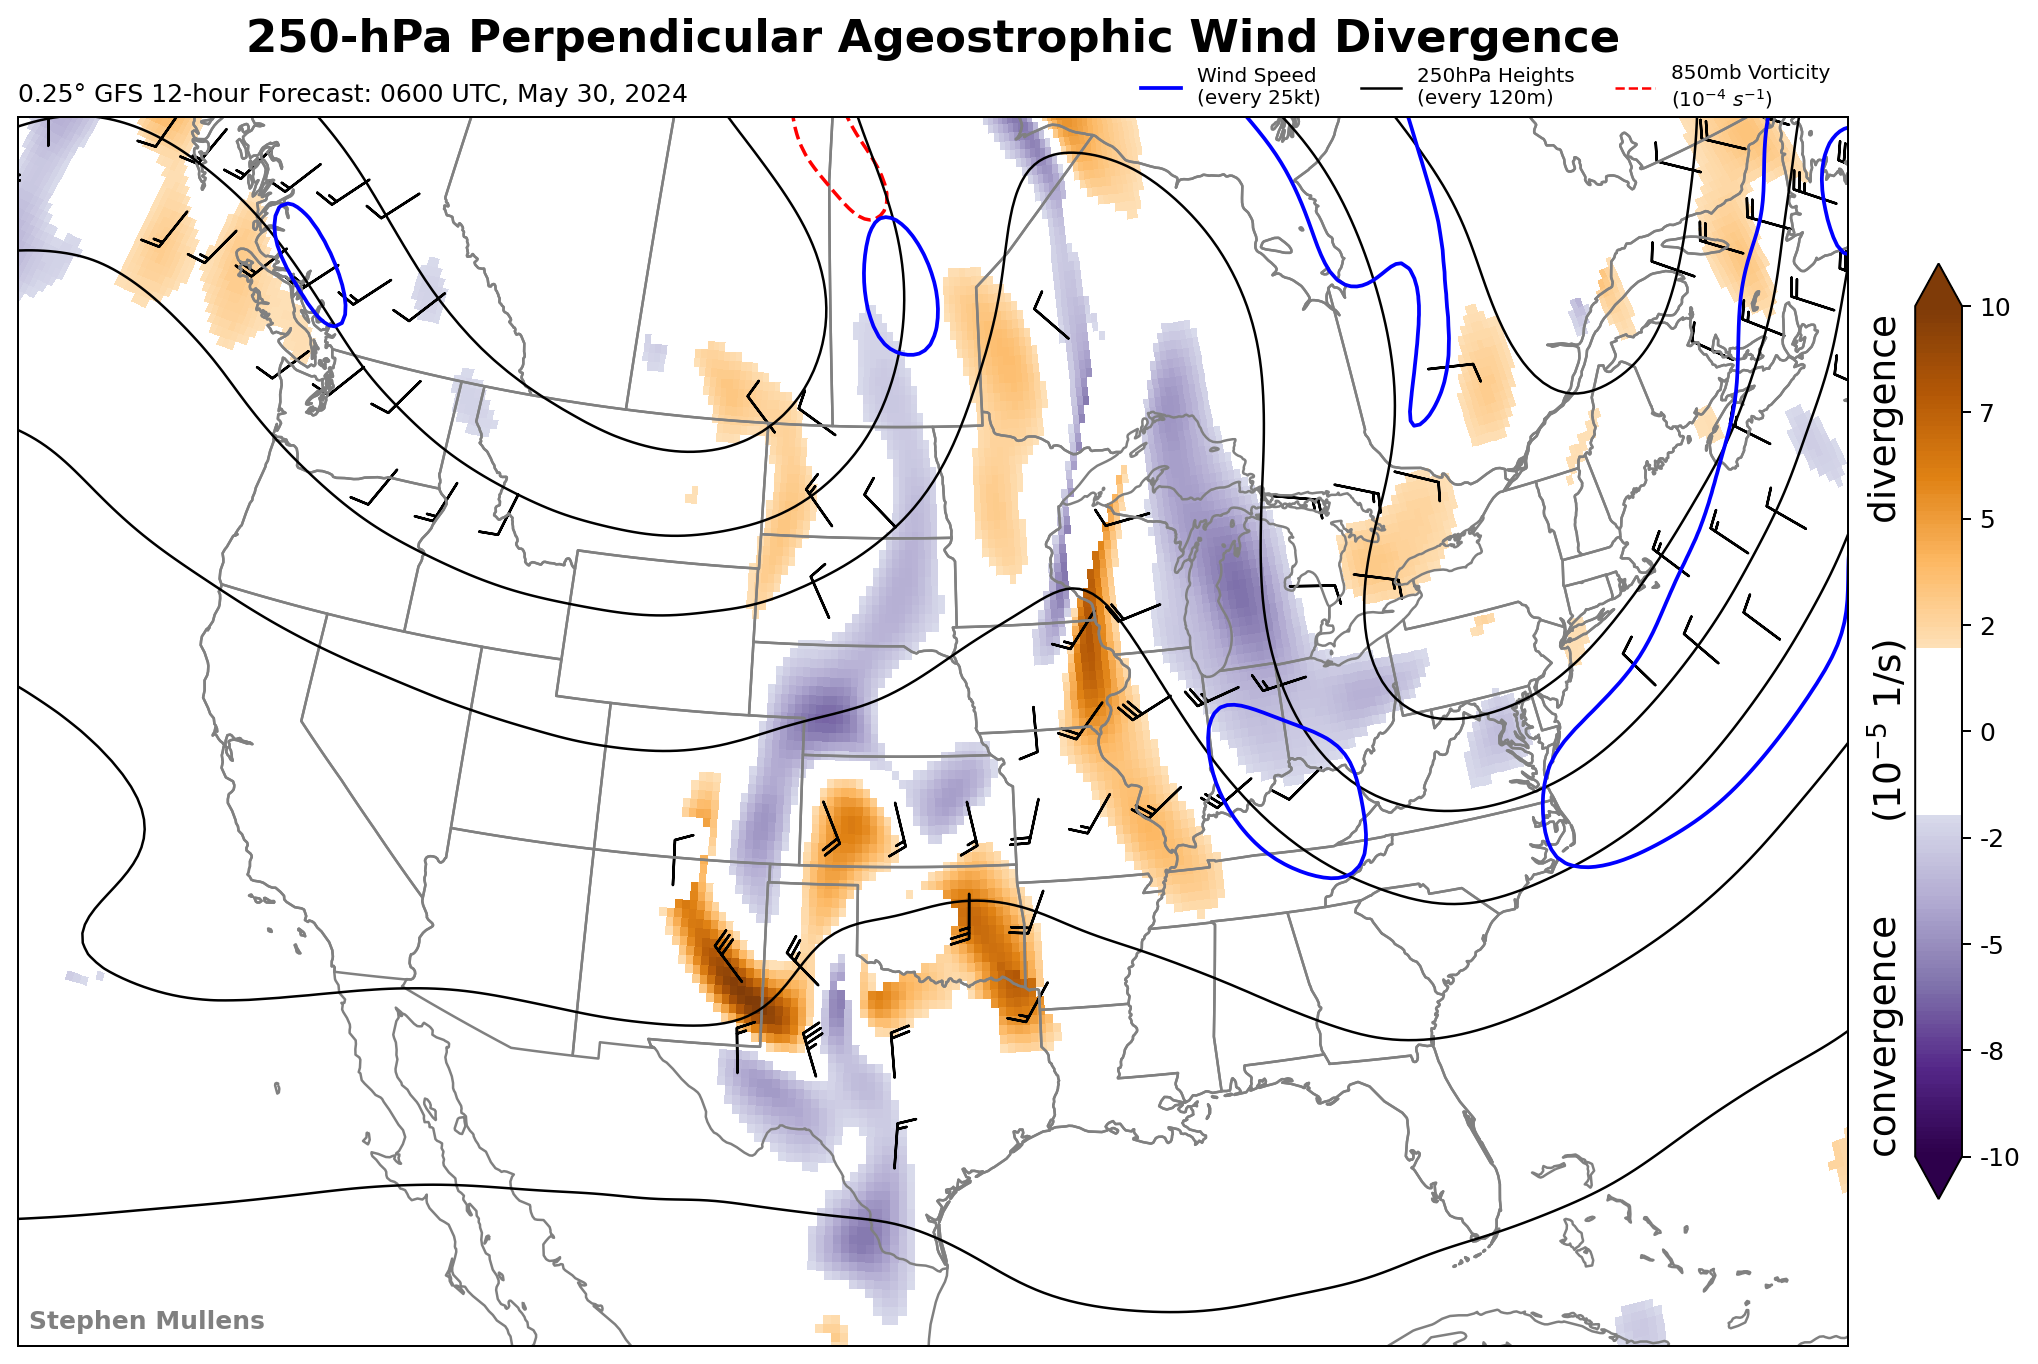 250-hPa Perpendicular Ageostrophic Wind Divergence
0.25° GFS 12-hour Forecast: 0600 UTC, May 30, 2024
Wind Speed
(every 25kt)
250hPa Heights
(every 120m)
850mb Vorticity
(10⁻⁴ s⁻¹)
10
7
5
2
0
-2
-5
-8
-10
convergence (10⁻⁵ 1/s) divergence
Stephen Mullens